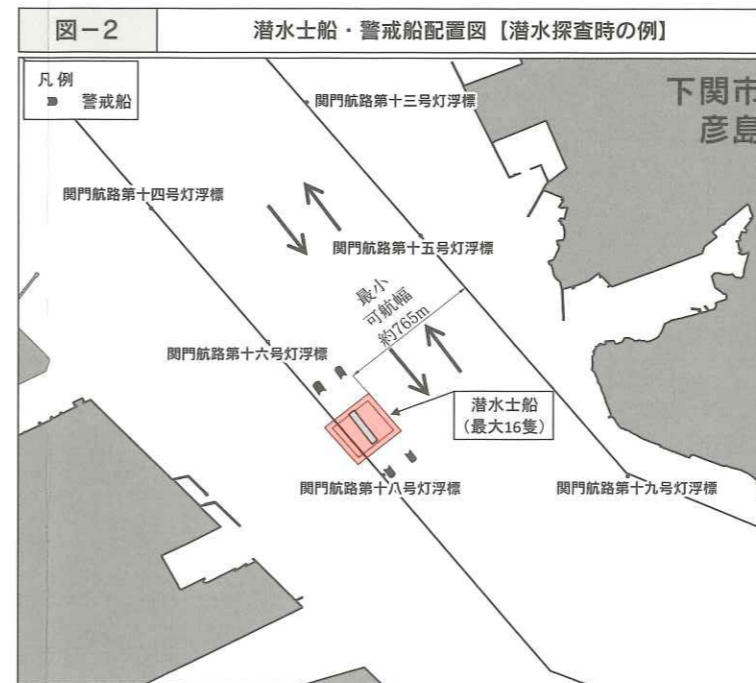 図－2
潜水士船・警戒船配置図【潜水探査時の例】
凡例
警戒船
下関市
彦島
関門航路第十三号灯浮標
関門航路第十四号灯浮標
関門航路第十五号灯浮標
最小
可航幅
約765m
関門航路第十六号灯浮標
潜水士船
(最大16隻)
関門航路第十八号灯浮標
関門航路第十九号灯浮標